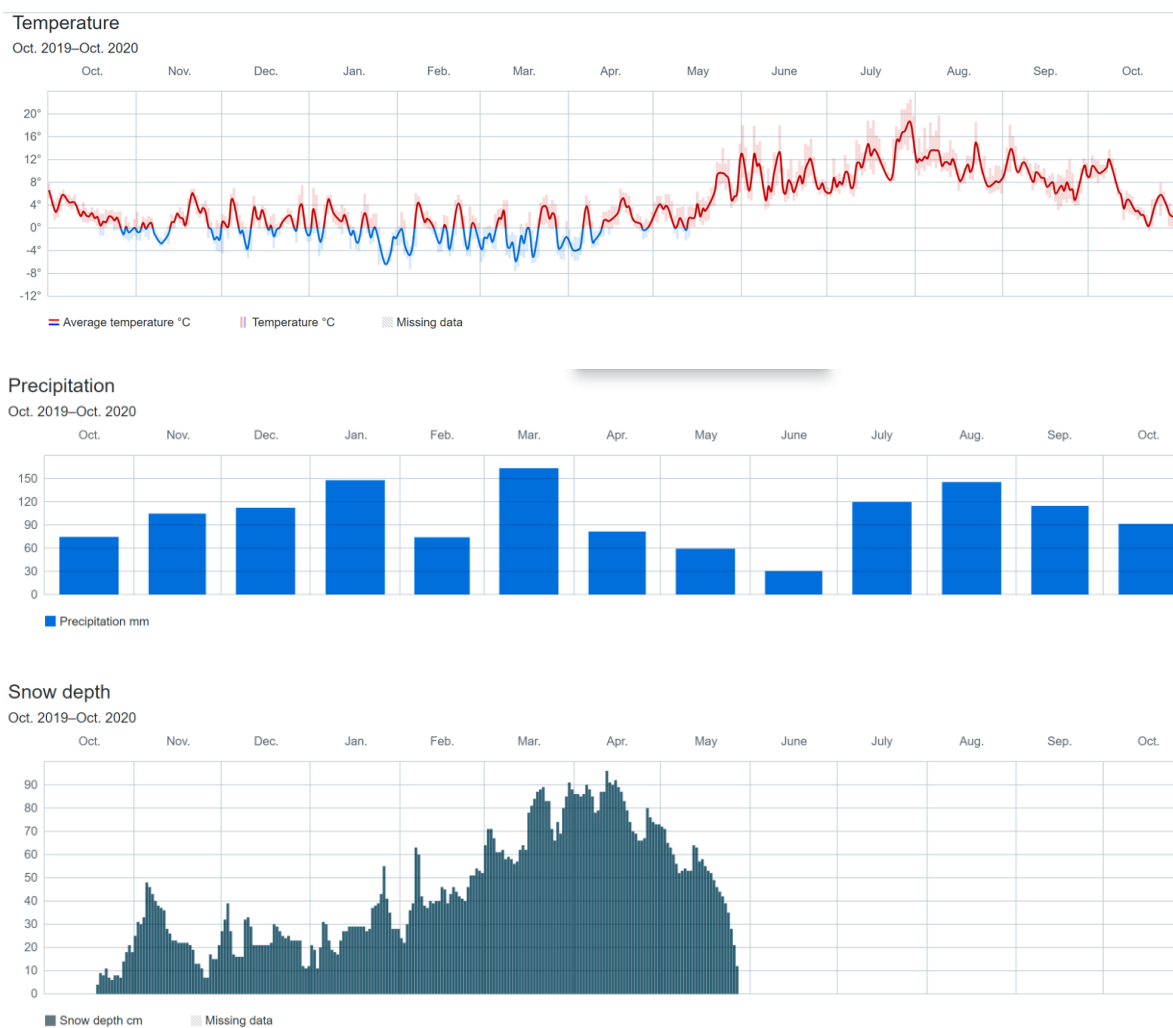 Temperature
Oct. 2019–Oct. 2020
Oct. Nov. Dec. Jan. Feb. Mar. Apr. May June July Aug. Sep. Oct.
20°
16°
12°
8°
4°
0°
-4°
-8°
-12°
Average temperature °C Temperature °C Missing data
Precipitation
Oct. 2019–Oct. 2020
Oct. Nov. Dec. Jan. Feb. Mar. Apr. May June July Aug. Sep. Oct.
150
120
90
60
30
0
Precipitation mm
Snow depth
Oct. 2019–Oct. 2020
Oct. Nov. Dec. Jan. Feb. Mar. Apr. May June July Aug. Sep. Oct.
90
80
70
60
50
40
30
20
10
0
Snow depth cm Missing data